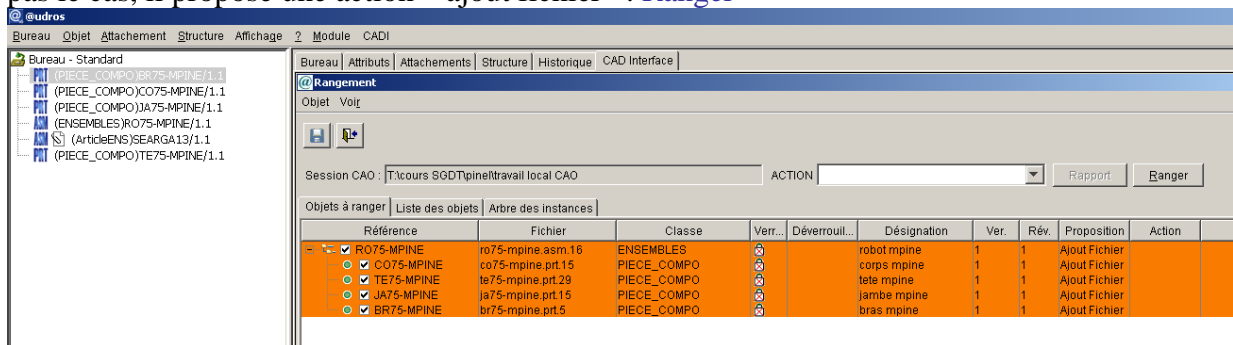 pas le cas, il propose une action « ajout fichier ». Ranger
@udros
Bureau Objet Attachement Structure Affichage ? Module CADI
Bureau - Standard
(PIECE_COMPO)BR75-MPINE/1.1
(PIECE_COMPO)CO75-MPINE/1.1
(PIECE_COMPO)JA75-MPINE/1.1
(ENSEMBLES)RO75-MPINE/1.1
(ArticleENS)SEARGA13/1.1
(PIECE_COMPO)TE75-MPINE/1.1
Bureau Attributs Attachements Structure Historique CAD Interface
Rangement
Objet Voir
Session CAO : T:\cours SGDT\pinel\travail local CAO ACTION Rapport Ranger
Objets à ranger Liste des objets Arbre des instances
Référence Fichier Classe Verr... Déverrouil... Désignation Ver. Rév. Proposition Action
RO75-MPINE ro75-mpine.asm.16 ENSEMBLES robot mpine 1 1 Ajout Fichier
CO75-MPINE co75-mpine.prt.15 PIECE_COMPO corps mpine 1 1 Ajout Fichier
TE75-MPINE te75-mpine.prt.29 PIECE_COMPO tete mpine 1 1 Ajout Fichier
JA75-MPINE ja75-mpine.prt.15 PIECE_COMPO jambe mpine 1 1 Ajout Fichier
BR75-MPINE br75-mpine.prt.5 PIECE_COMPO bras mpine 1 1 Ajout Fichier